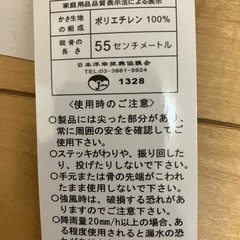 家庭用品品質表示法による表示
かさ生地の組成 ポリエチレン 100%
親骨の長さ 55センチメートル
日本洋傘振興協議会
03-3861-5924
1328
《使用時のご注意》
○製品には尖った部分があり、
常に周囲の安全を確認してご
使用下さい。
○ステッキがわりや、振り回した
り、投げたりしないで下さい。
○手元または骨の先端がこわれた
まま使用しないで下さい。
○強風時は、破損する恐れがあり
ますのでご注意下さい。
○降雨量20mm/h以上の場合、
ある程度使用されると漏水の恐